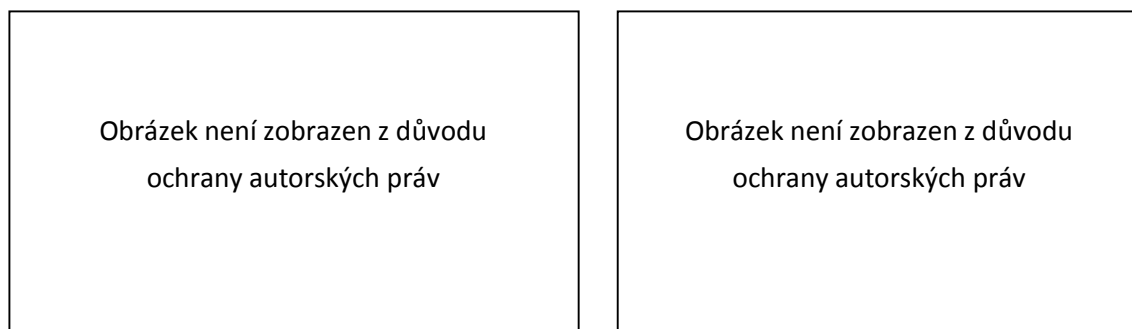 Obrázek není zobrazen z důvodu
ochrany autorských práv
Obrázek není zobrazen z důvodu
ochrany autorských práv